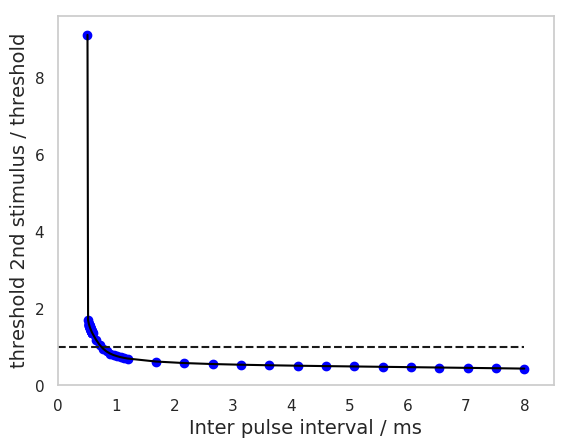 threshold 2nd stimulus / threshold
8
6
4
2
1
0
0 1 2 3 4 5 6 7 8
Inter pulse interval / ms